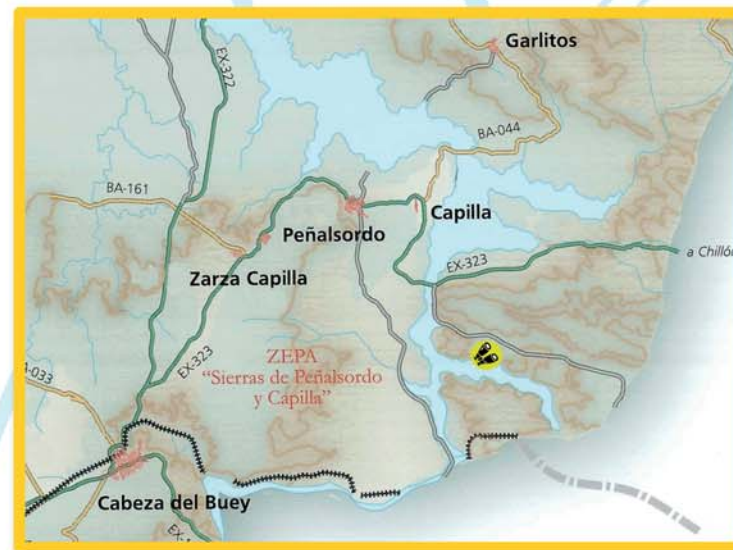 Garlitos
EX-322
BA-044
BA-161
Peñalsordo
Capilla
Zarza Capilla
EX-323
a Chillón
EX-323
ZEPA
“Sierras de Peñalsordo
y Capilla”
Cabeza del Buey